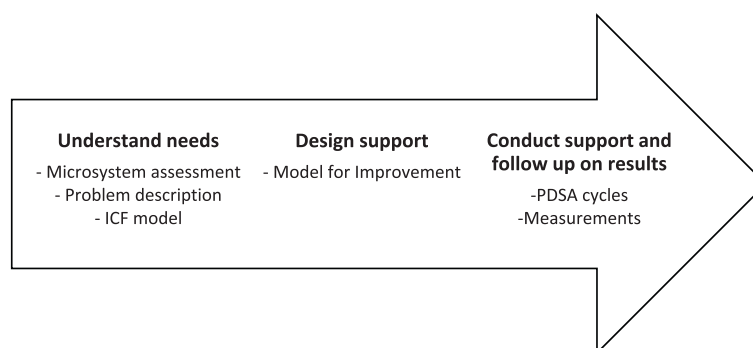 Understand needs
- Microsystem assessment
- Problem description
- ICF model
Design support
- Model for Improvement
Conduct support and
follow up on results
-PDSA cycles
-Measurements